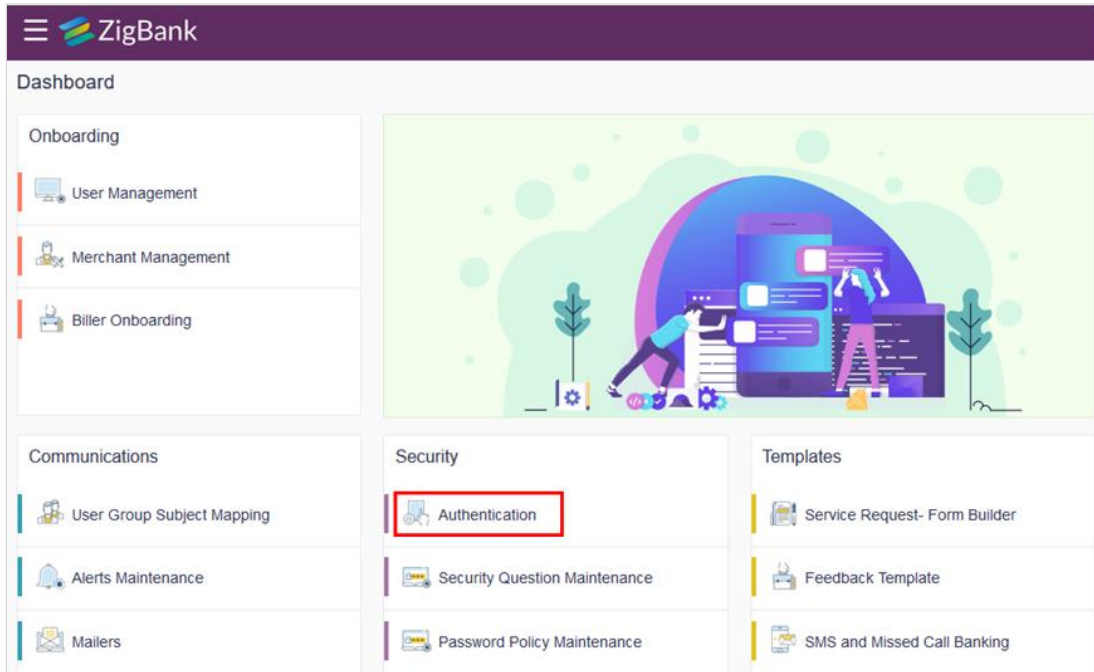 ZigBank
Dashboard
Onboarding
User Management
Merchant Management
Biller Onboarding
Communications
User Group Subject Mapping
Alerts Maintenance
Mailers
Security
Authentication
Security Question Maintenance
Password Policy Maintenance
Templates
Service Request- Form Builder
Feedback Template
SMS and Missed Call Banking